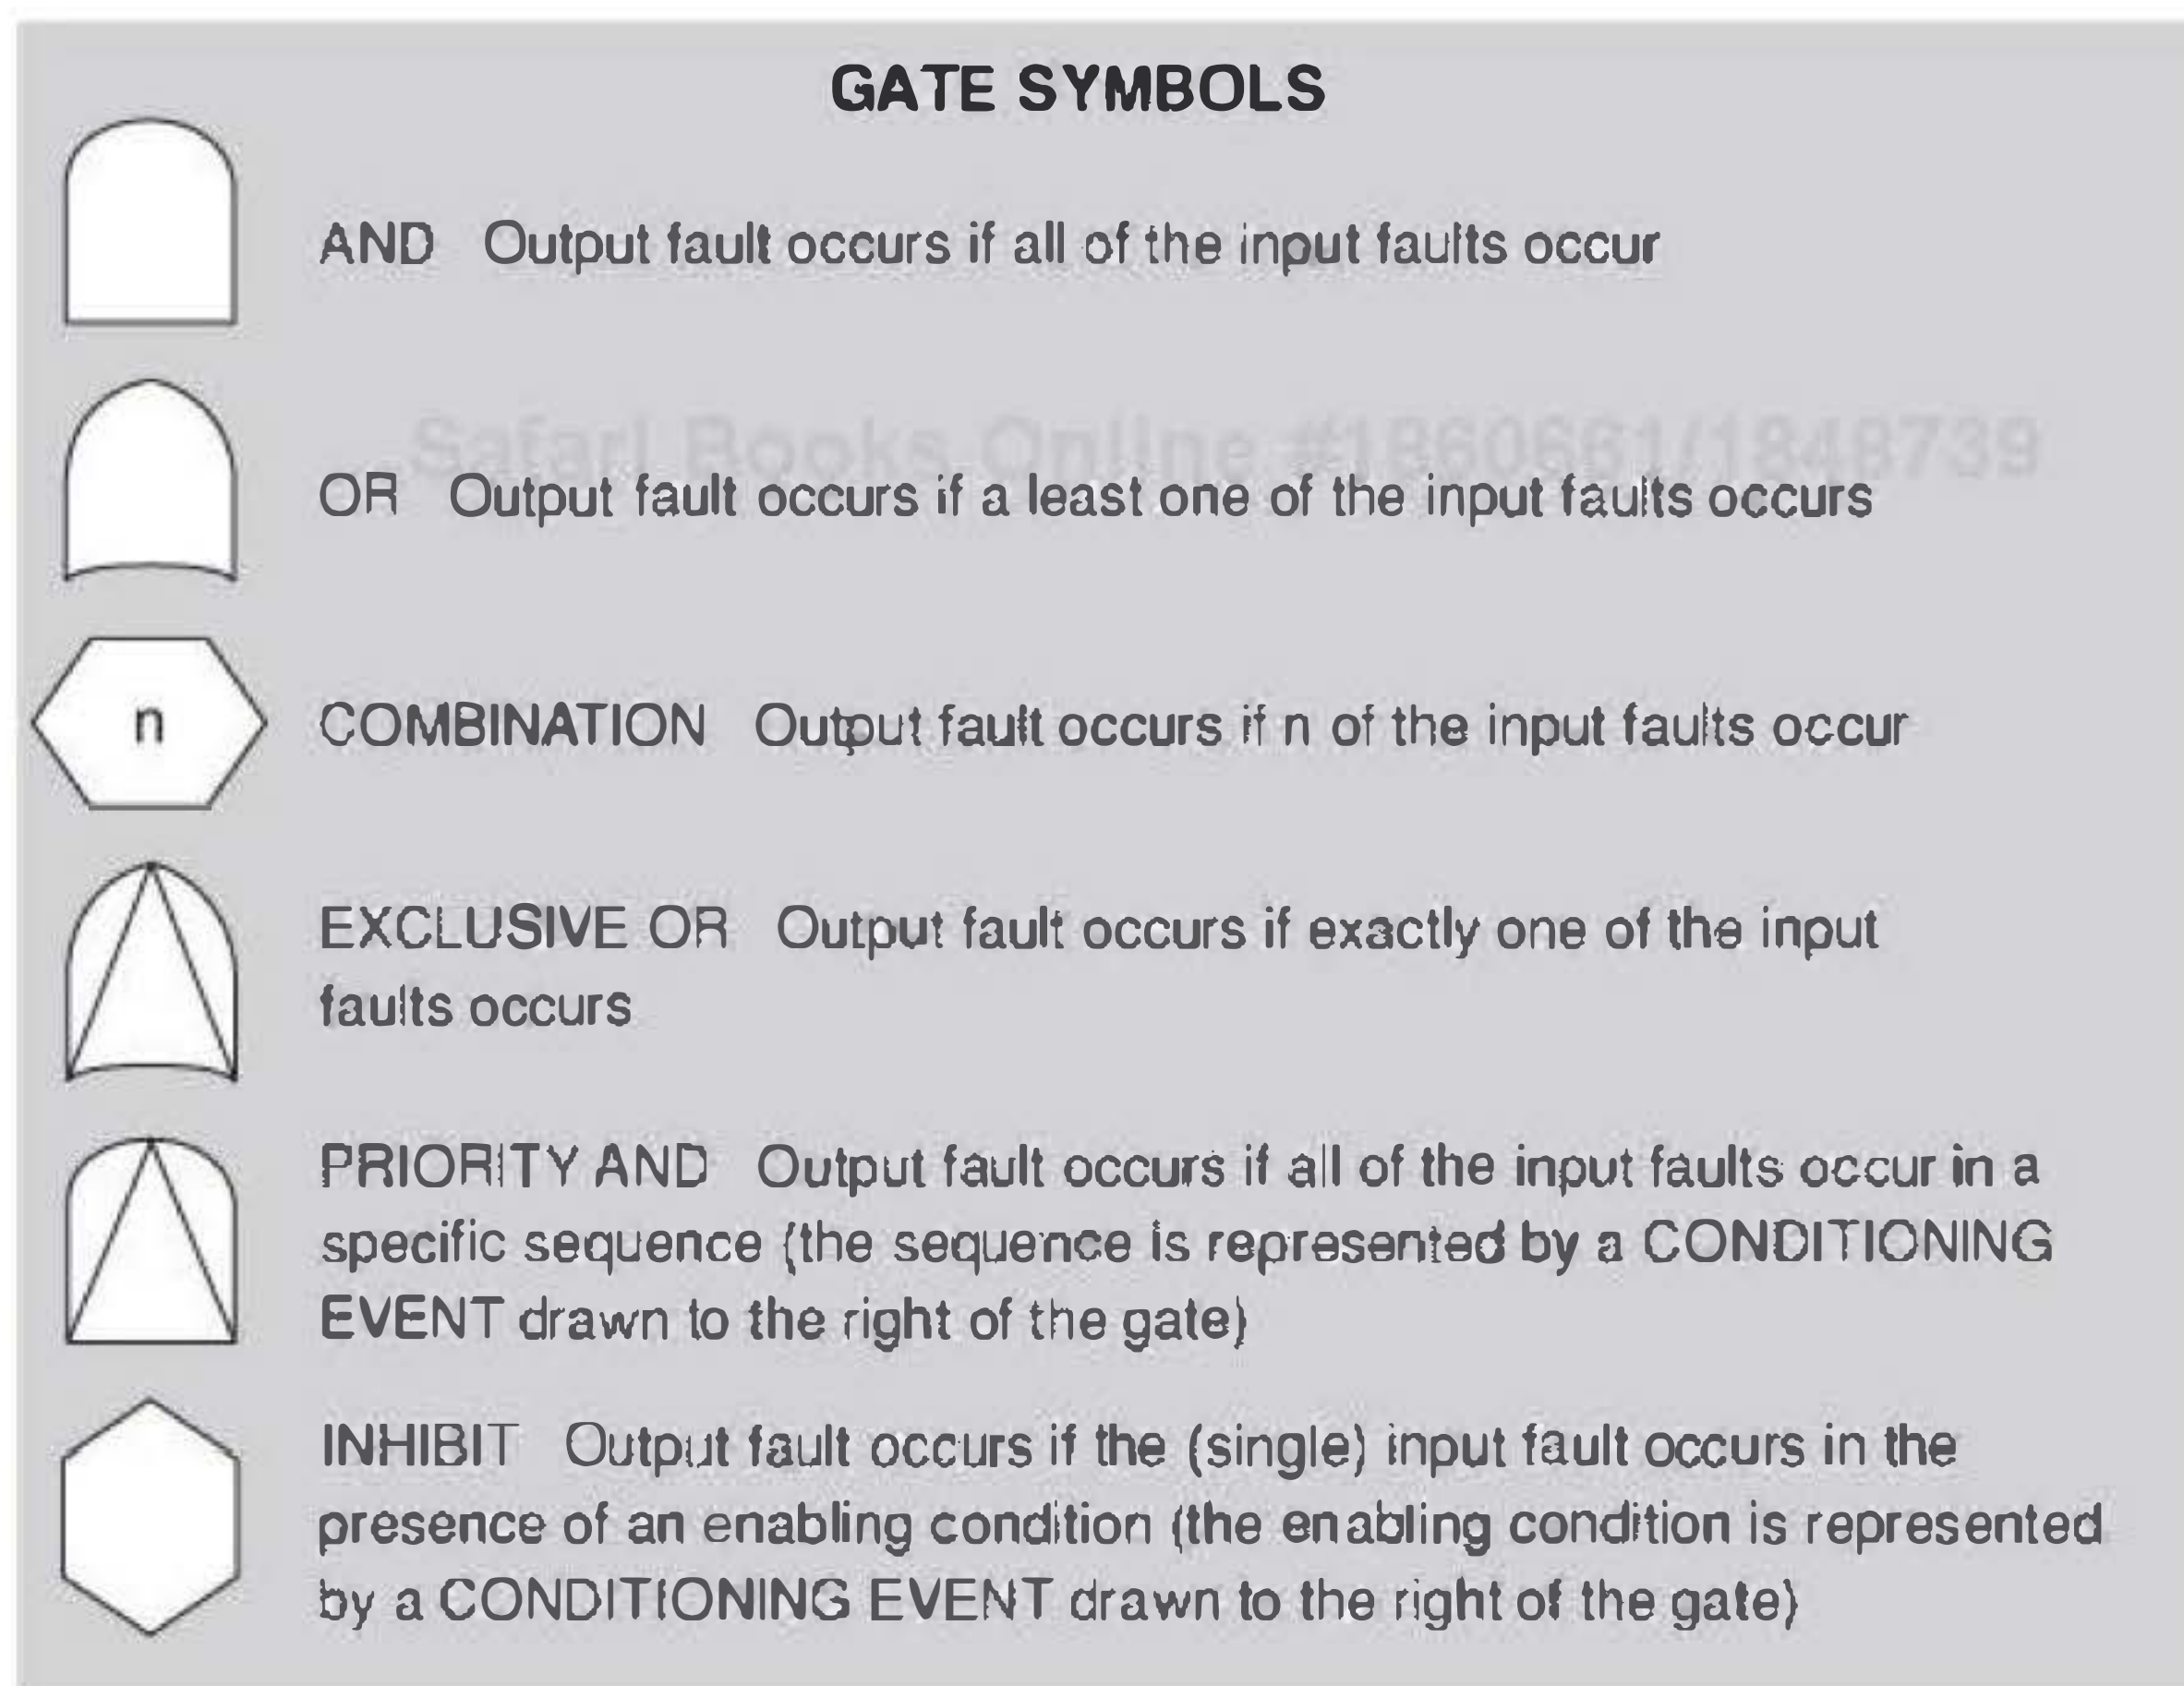 GATE SYMBOLS
AND Output fault occurs if all of the input faults occur
Safari Books Online #1860661/1848739
OR Output fault occurs if a least one of the input faults occurs
n
COMBINATION Output fault occurs if n of the input faults occur
EXCLUSIVE OR Output fault occurs if exactly one of the input
faults occurs
PRIORITY AND Output fault occurs if all of the input faults occur in a
specific sequence (the sequence is represented by a CONDITIONING
EVENT drawn to the right of the gate)
INHIBIT Output fault occurs if the (single) input fault occurs in the
presence of an enabling condition (the enabling condition is represented
by a CONDITIONING EVENT drawn to the right of the gate)